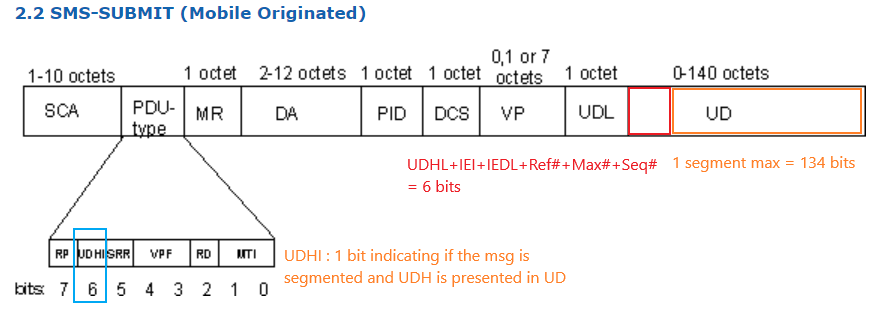 2.2 SMS-SUBMIT (Mobile Originated)
0,1 or 7
1-10 octets 1 octet 2-12 octets 1 octet 1 octet octets 1 octet 0-140 octets
SCA PDU- MR DA PID DCS VP UDL UD
type
UDHL+IEI+IEDL+Ref#+Max#+Seq# 1 segment max = 134 bits
= 6 bits
RP UDHI SRR VPF RD MTI
UDHI : 1 bit indicating if the msg is
segmented and UDH is presented in UD
bits: 7 6 5 4 3 2 1 0